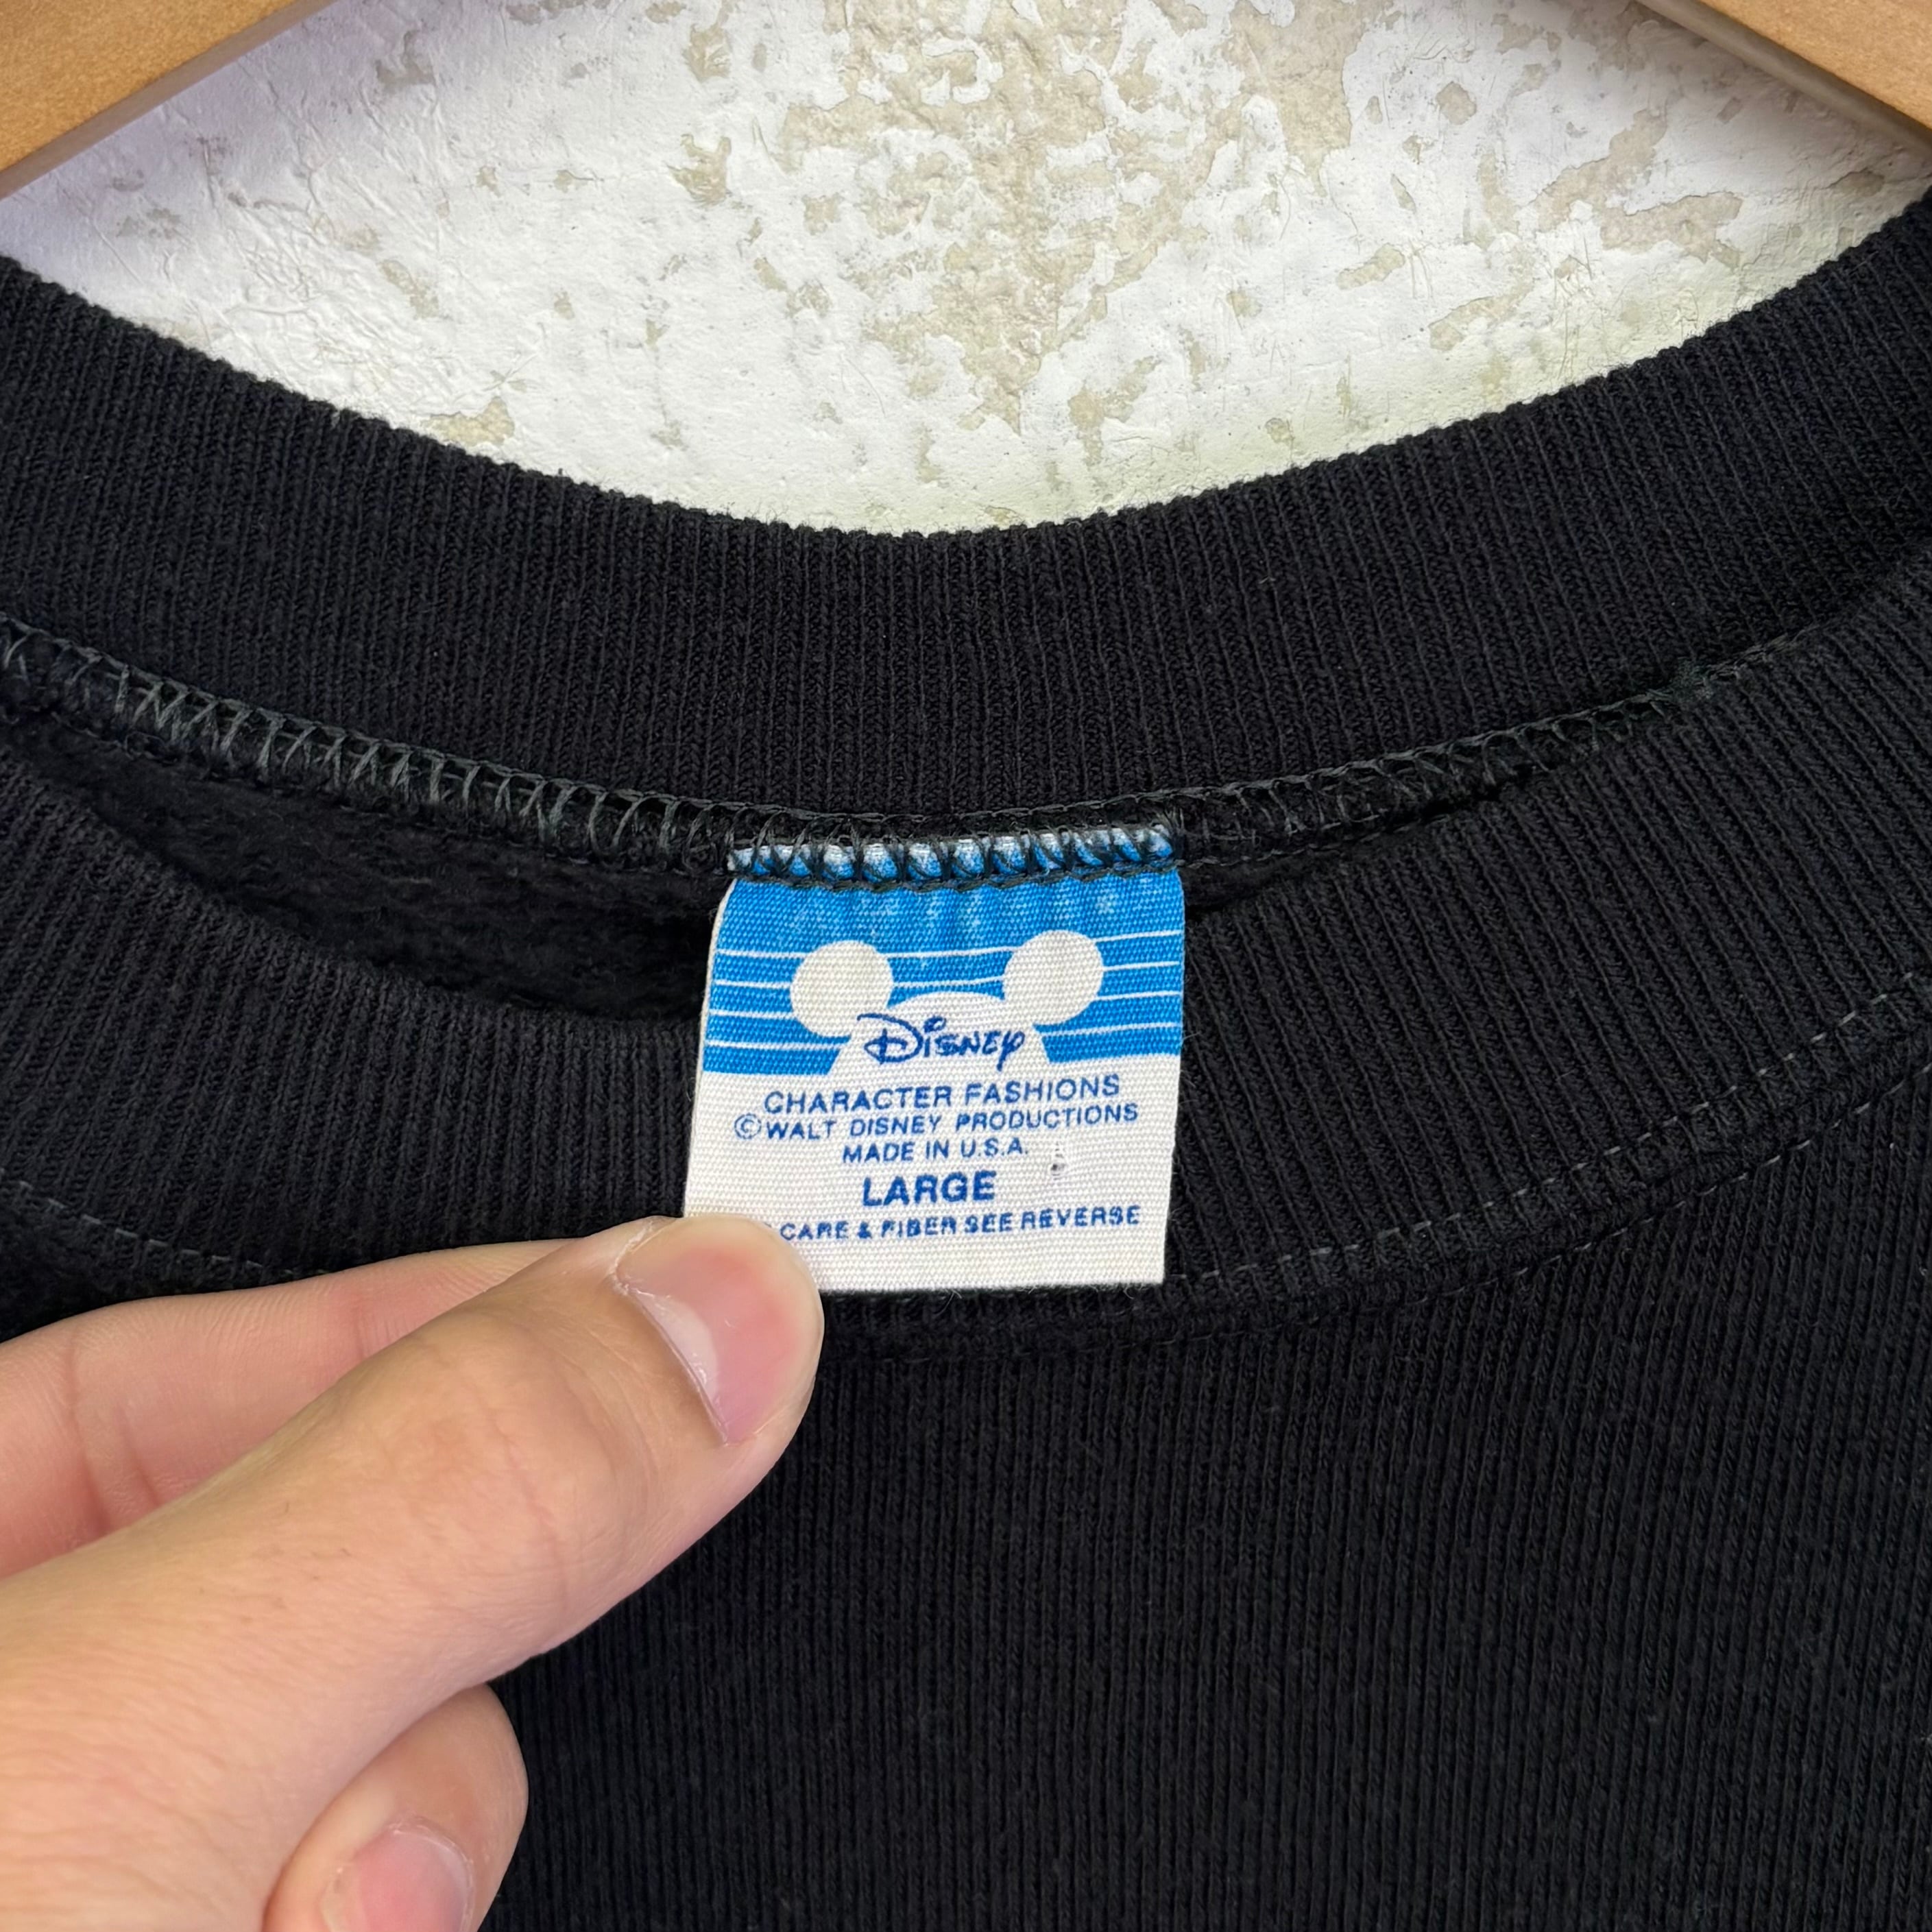 Disney
CHARACTER FASHIONS
©WALT DISNEY PRODUCTIONS
MADE IN U.S.A.
LARGE
CARE & FIBER SEE REVERSE